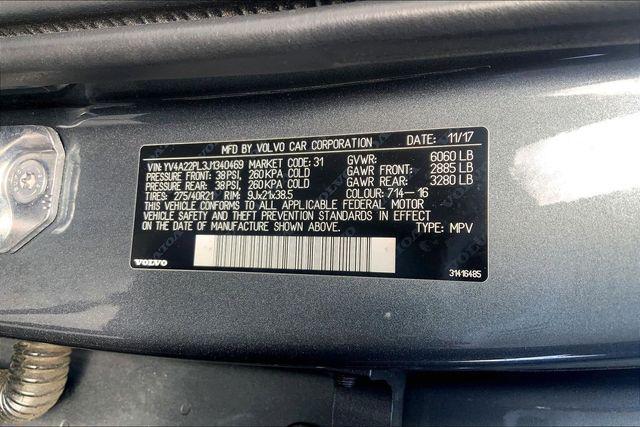 MFD BY VOLVO CAR CORPORATION DATE: 11/17
VIN: YV4A22PL3J1340469 MARKET CODE: 31 GVWR: 6060 LB
PRESSURE FRONT: 38PSI, 260KPA COLD GAWR FRONT: 2885 LB
PRESSURE REAR: 38PSI, 260KPA COLD GAWR REAR: 3280 LB
TIRES: 275/40R21 RIM: 9Jx21x38.5 COLOUR: 714-16
THIS VEHICLE CONFORMS TO ALL APPLICABLE FEDERAL MOTOR
VEHICLE SAFETY AND THEFT PREVENTION STANDARDS IN EFFECT
ON THE DATE OF MANUFACTURE SHOWN ABOVE. TYPE: MPV
VOLVO 31416485